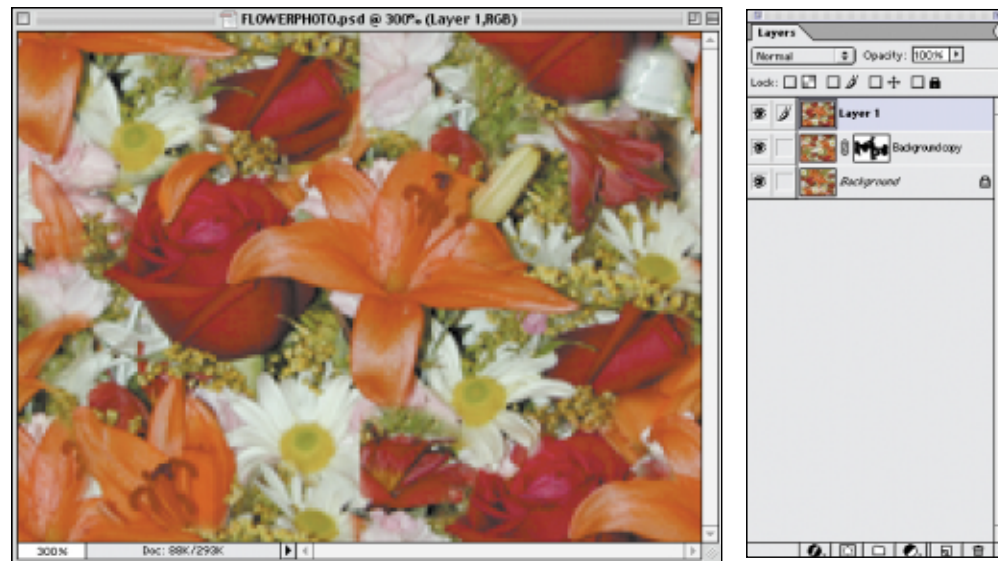 FLOWERPHOTO.psd @ 300% (Layer 1,RGB)
300%
Doc: 88K/293K
Layers
Normal
Opacity: 100%
Lock:
Layer 1
Background copy
Background